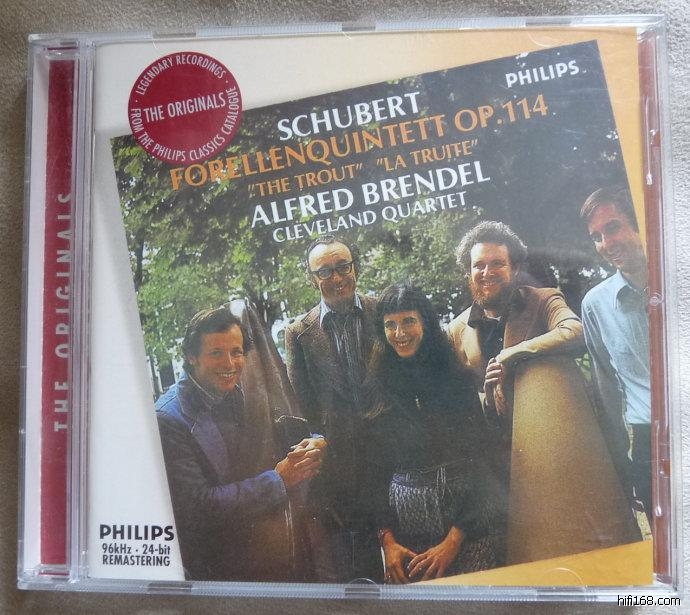 LEGENDARY RECORDINGS
THE ORIGINALS
FROM THE PHILIPS CLASSICS CATALOGUE
PHILIPS
SCHUBERT
FORELLENQUINTETT OP.114
"THE TROUT" "LA TRUITE"
ALFRED BRENDEL
CLEVELAND QUARTET
THE ORIGINALS
PHILIPS
96kHz · 24-bit
REMASTERING
hifi168.com